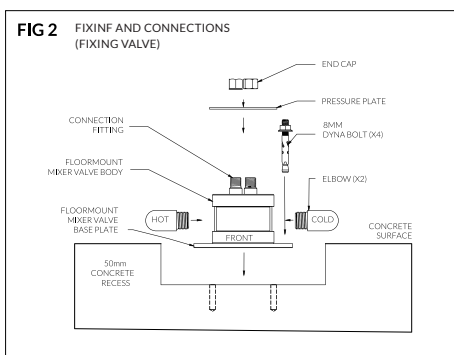 FIG 2 FIXINF AND CONNECTIONS
(FIXING VALVE)
END CAP
PRESSURE PLATE
CONNECTION
FITTING
8MM
DYNA BOLT (X4)
FLOORMOUNT
MIXER VALVE BODY
ELBOW (X2)
HOT
COLD
FLOORMOUNT
MIXER VALVE
BASE PLATE
FRONT
CONCRETE
SURFACE
50mm
CONCRETE
RECESS